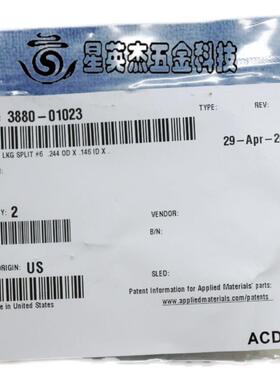 星英杰五金科技
3880-01023
TYPE:
REV:
LKG SPLIT #6 .244 OD X .146 ID X .
29-Apr-2
Y: 2
VENDOR:
B/N:
ORIGIN: US
SLED:
Patent Information for Applied Materials' parts:
www.appliedmaterials.com/patents
e in United States
ACD